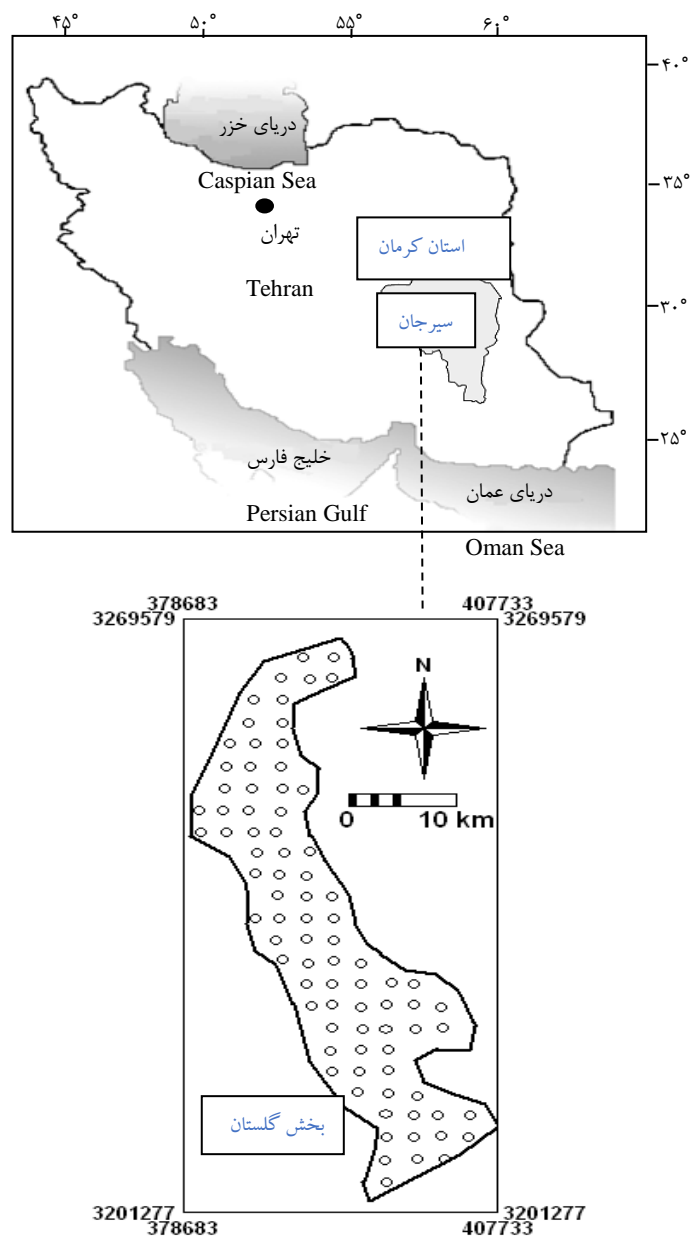 ۴۵° ۵۰° ۵۵° ۶۰°
۴۰°
دریای خزر
Caspian Sea
۳۵°
تهران
استان کرمان
Tehran
۳۰°
سیرجان
۲۵°
خلیج فارس
دریای عمان
Persian Gulf
Oman Sea
378683 407733
3269579 3269579
N
0 10 km
بخش گلستان
3201277 3201277
378683 407733